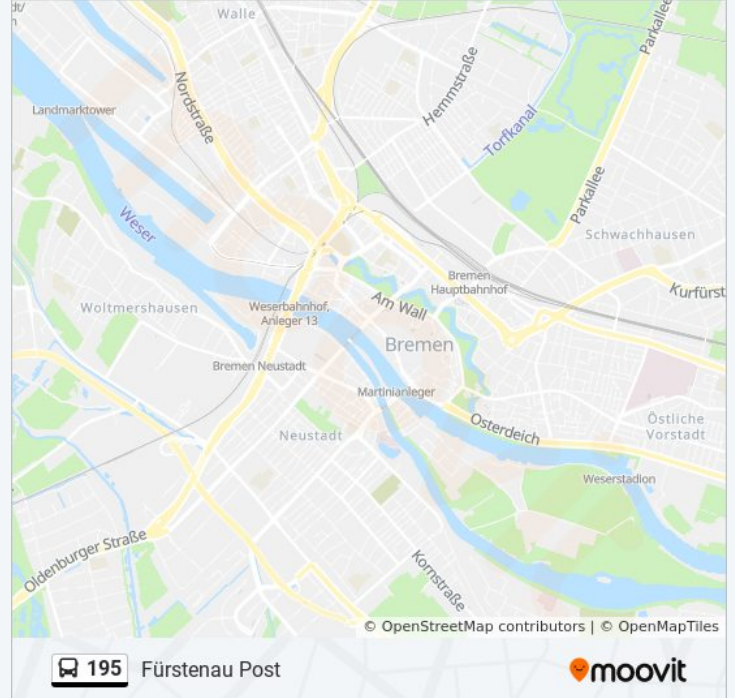 Walle
Parkallee
Hemmstraße
Nordstraße
Landmarktower
Torfkanal
Parkallee
Weser
Schwachhausen
Bremen
Hauptbahnhof
Kurfürst
Woltmershausen
Weserbahnhof,
Anleger 13
Am Wall
Bremen
Bremen Neustadt
Martinianleger
Osterdeich
Östliche
Vorstadt
Neustadt
Weserstadion
Oldenburger Straße
Kornstraße
© OpenStreetMap contributors | © OpenMapTiles
195 Fürstenau Post
moovit